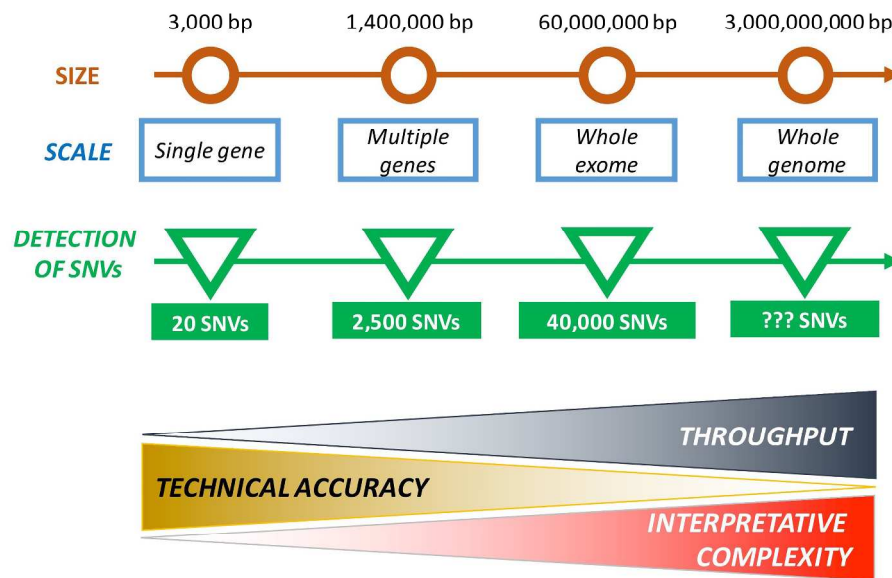 3,000 bp 1,400,000 bp 60,000,000 bp 3,000,000,000 bp
SIZE
SCALE Single gene Multiple genes Whole exome Whole genome
DETECTION
OF SNVs
20 SNVs 2,500 SNVs 40,000 SNVs ??? SNVs
THROUGHPUT
TECHNICAL ACCURACY
INTERPRETATIVE
COMPLEXITY